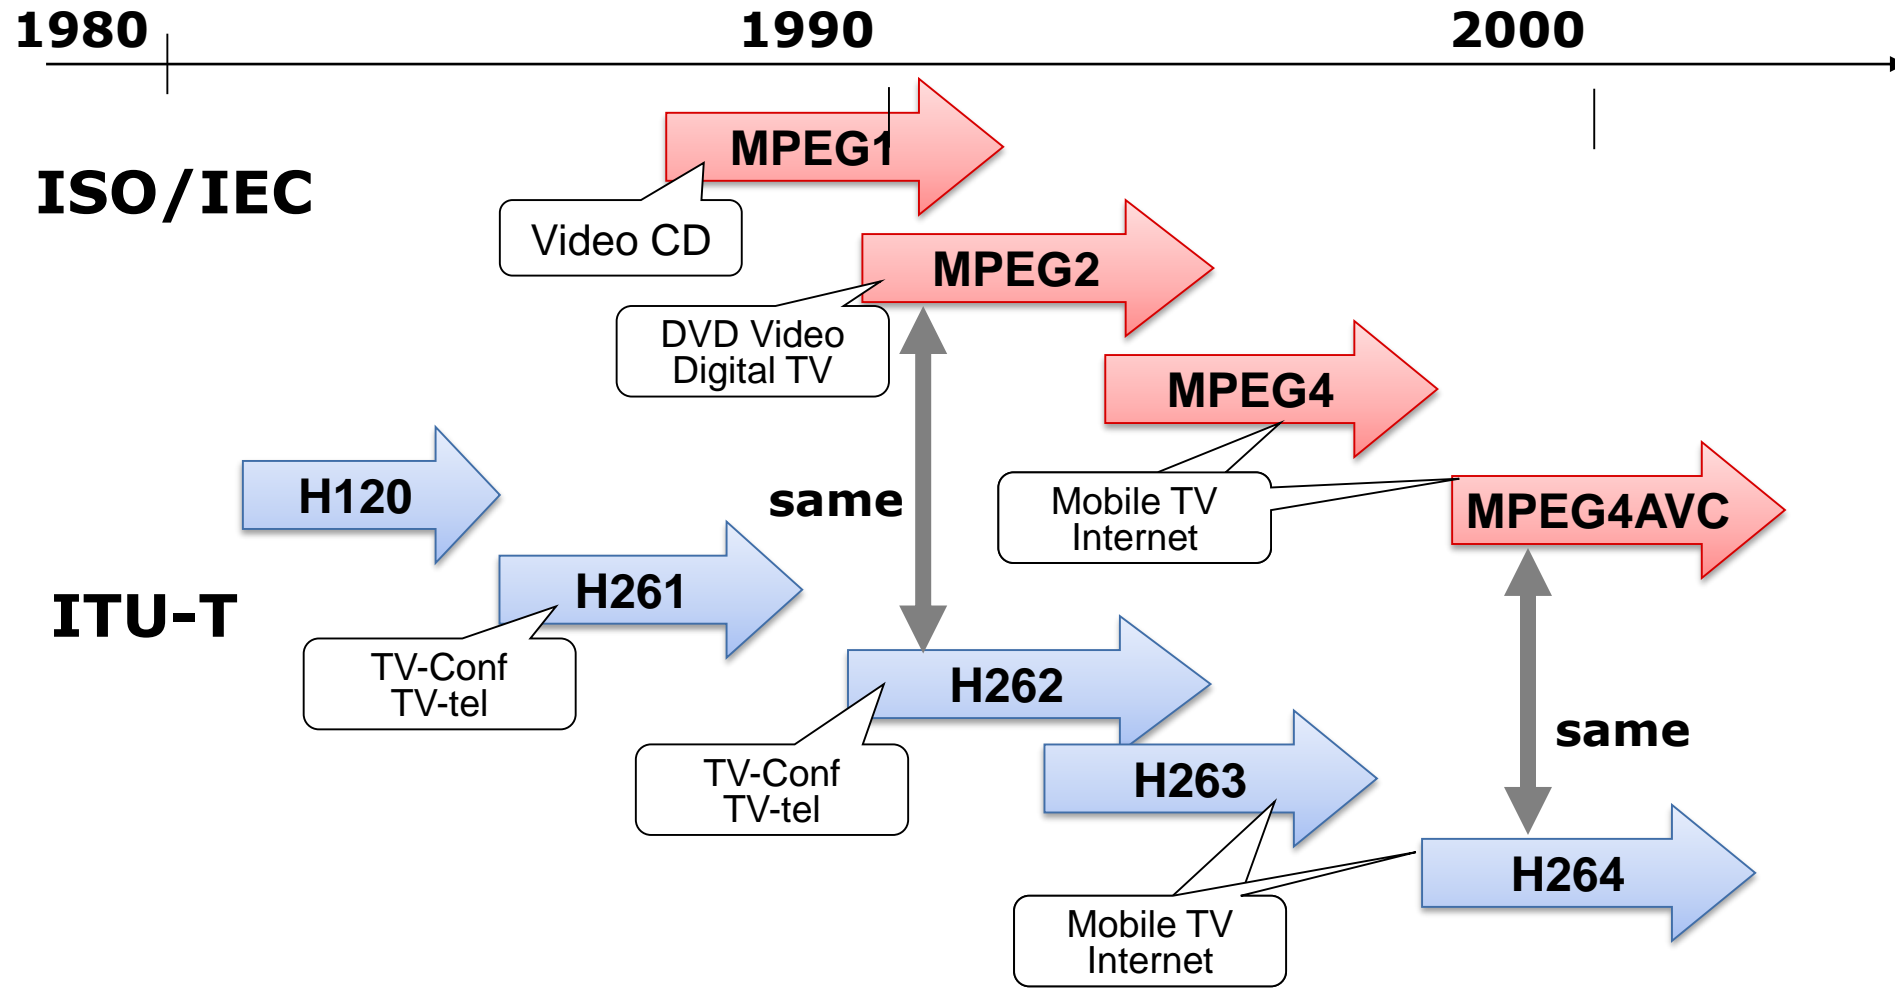 1980
1990
2000
MPEG1
ISO/IEC
Video CD
MPEG2
DVD Video
Digital TV
MPEG4
H120
same
Mobile TV
Internet
MPEG4AVC
H261
ITU-T
TV-Conf
TV-tel
H262
same
TV-Conf
TV-tel
H263
H264
Mobile TV
Internet